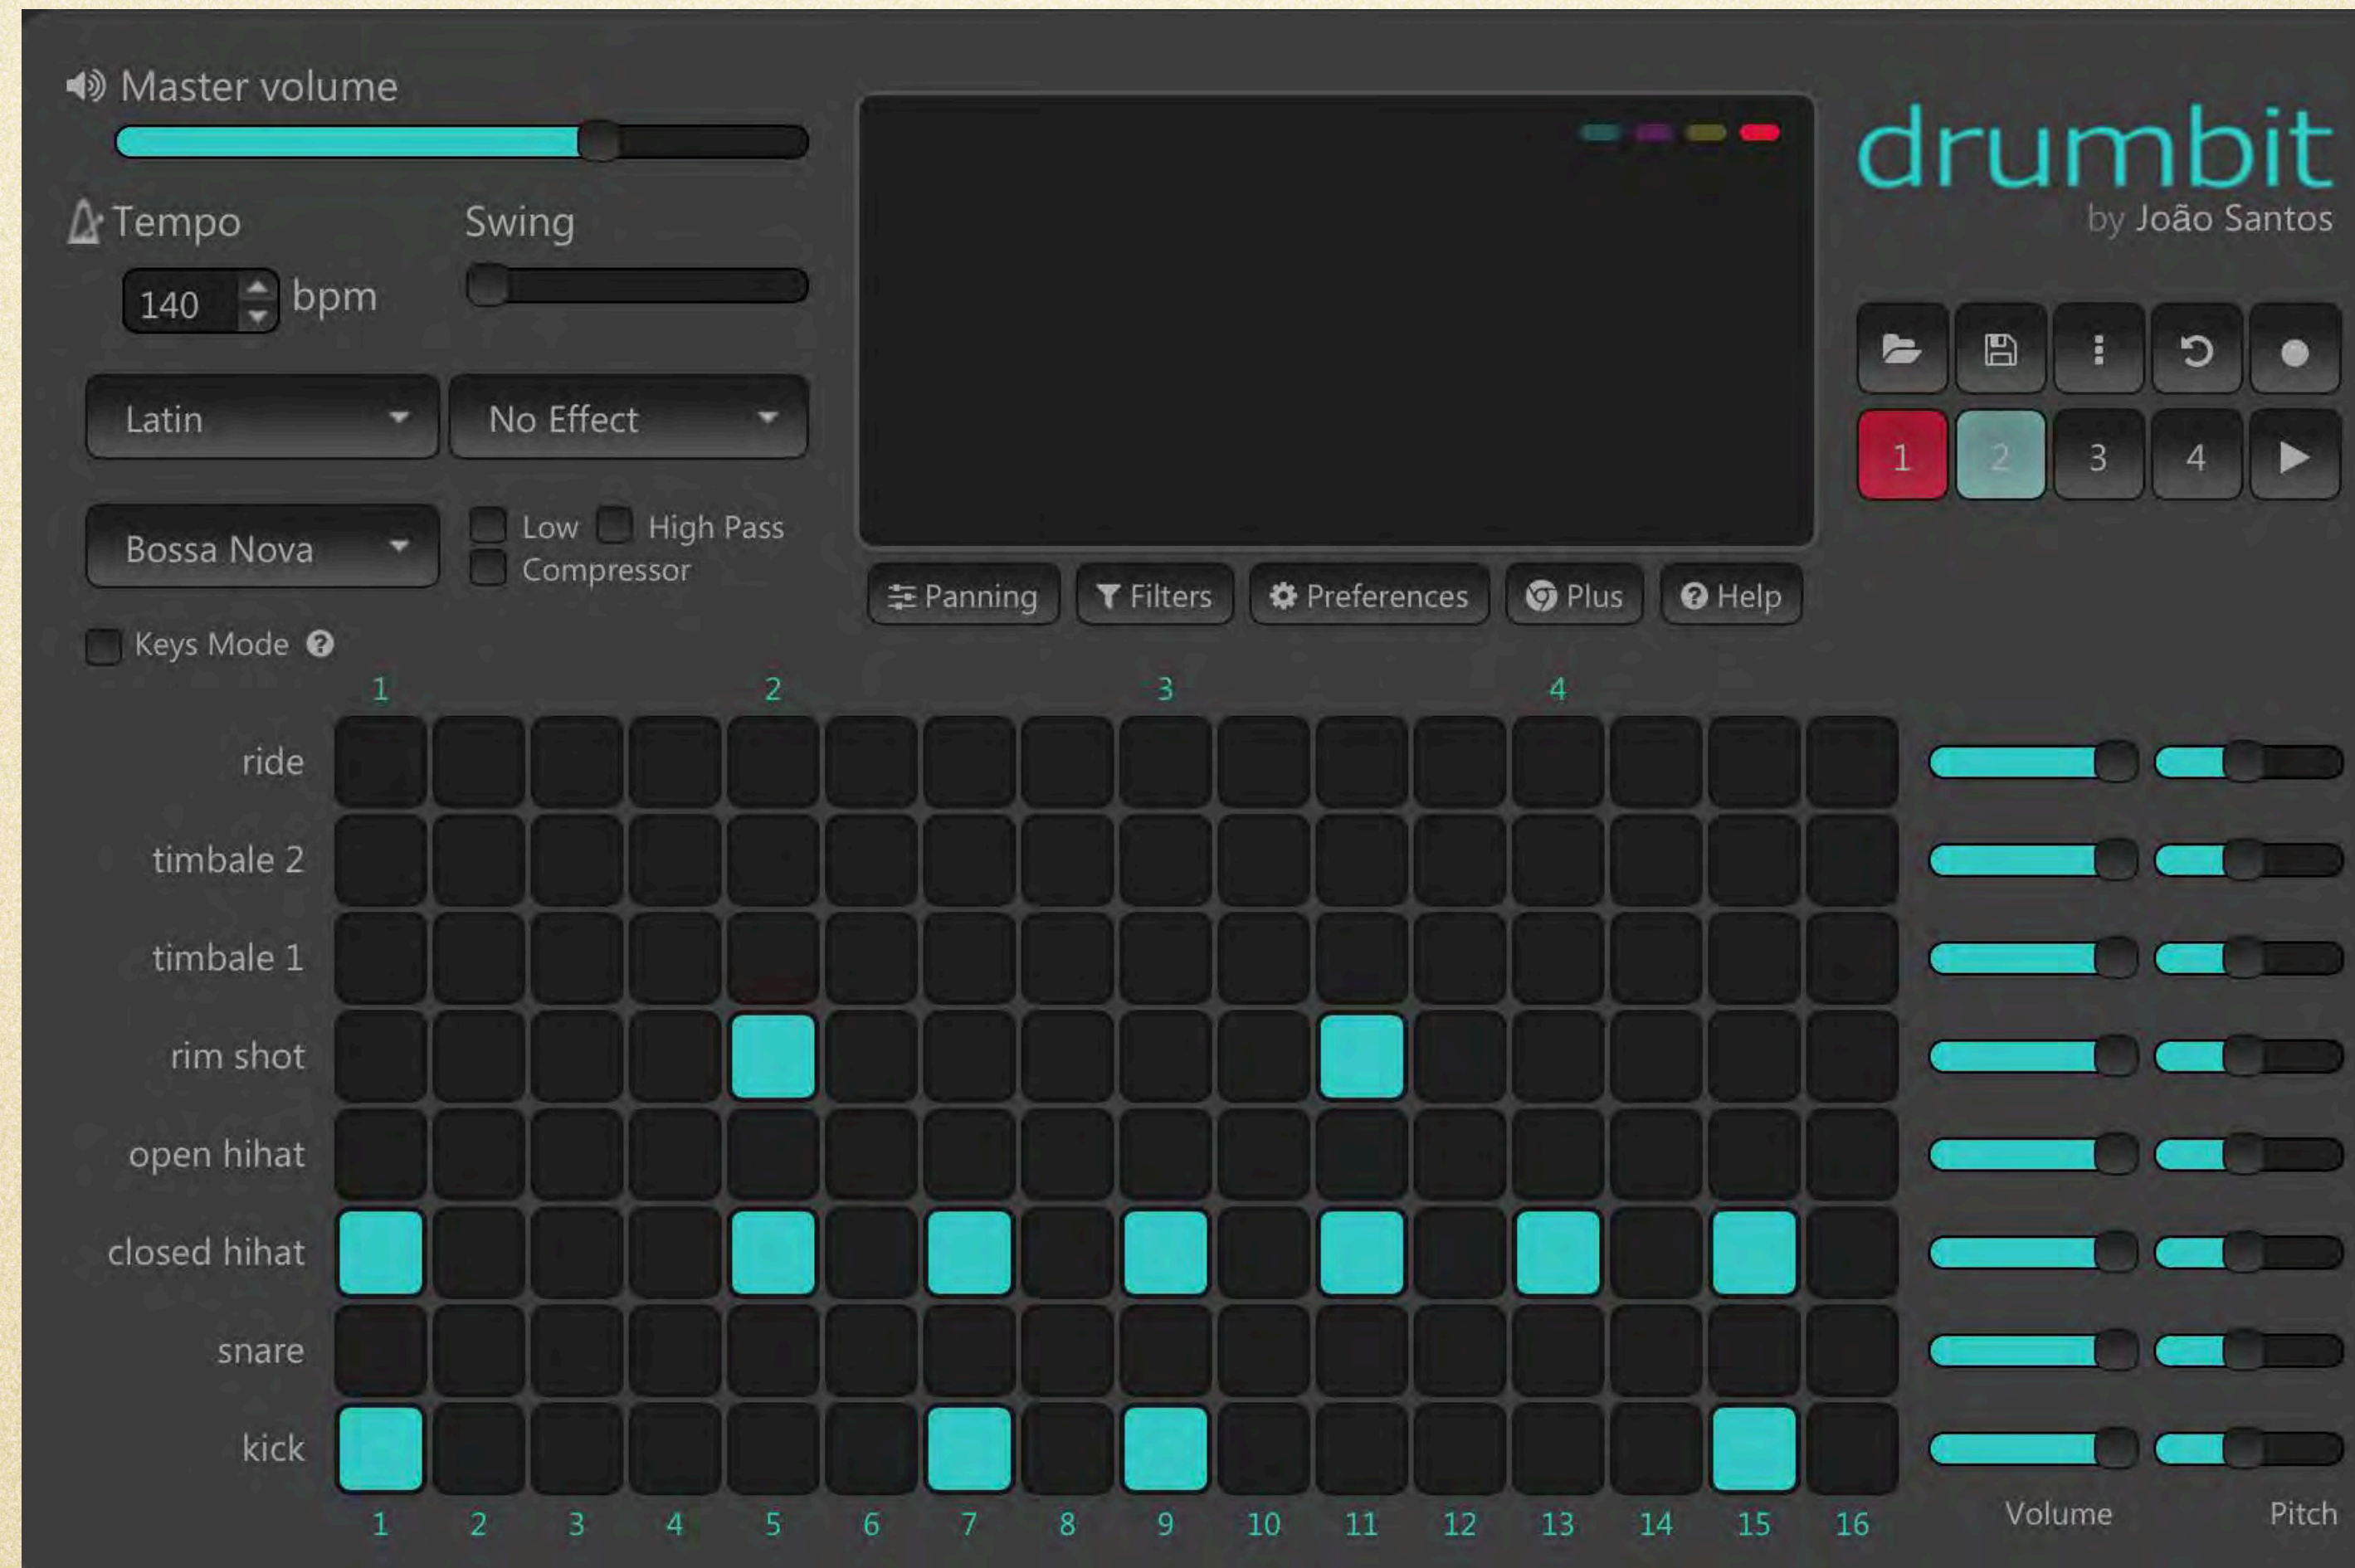 Master volume
drumbit
by João Santos
Tempo
Swing
140 bpm
Latin
No Effect
1 2 3 4
Bossa Nova
Low
High Pass
Compressor
Panning
Filters
Preferences
Plus
Help
Keys Mode
1 2 3 4
ride
timbale 2
timbale 1
rim shot
open hihat
closed hihat
snare
kick
1 2 3 4 5 6 7 8 9 10 11 12 13 14 15 16
Volume
Pitch